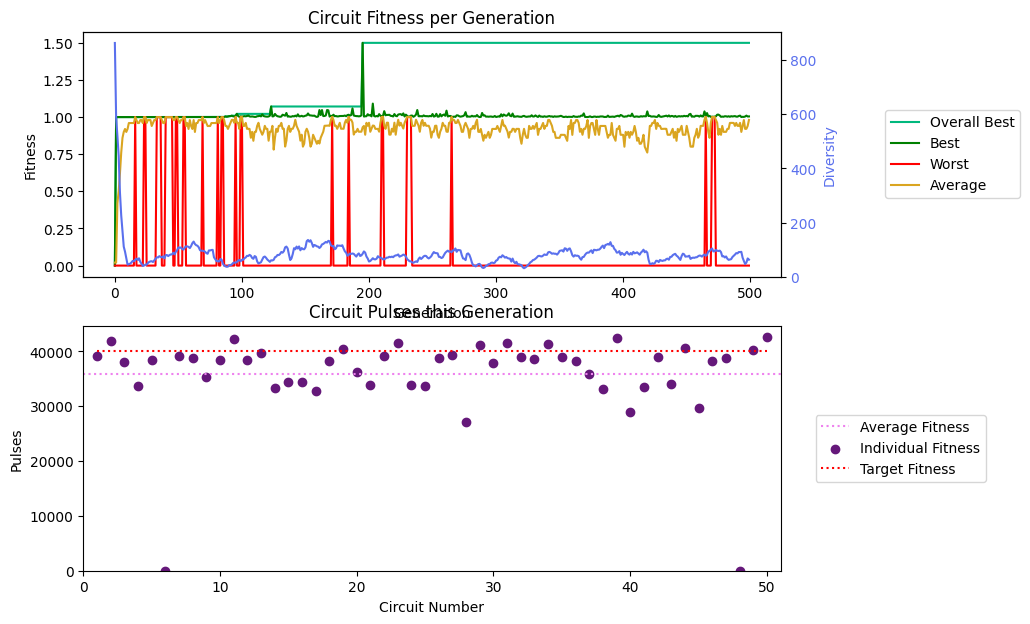 Circuit Fitness per Generation
1.50
1.25
1.00
0.75
0.50
0.25
0.00
Fitness
800
600
400
200
0
Diversity
0
100
200
300
400
500
Generation
Overall Best
Best
Worst
Average
Circuit Pulses this Generation
40000
30000
20000
10000
0
Pulses
0
10
20
30
40
50
Circuit Number
Average Fitness
Individual Fitness
Target Fitness